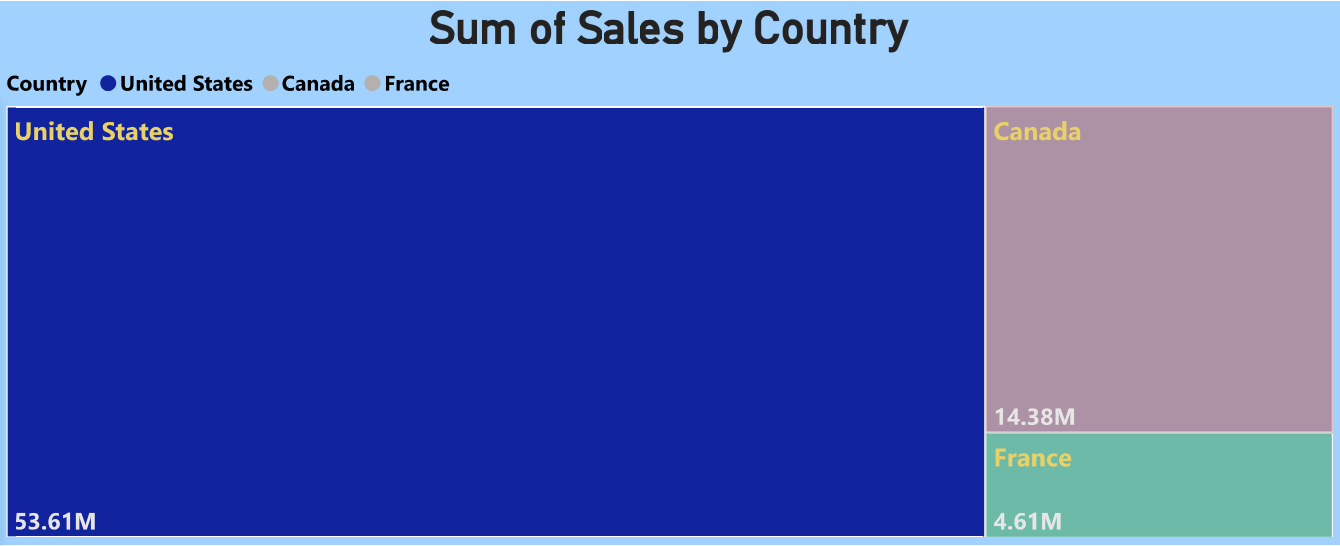 Sum of Sales by Country
Country United States Canada France
United States
53.61M
Canada
14.38M
France
4.61M